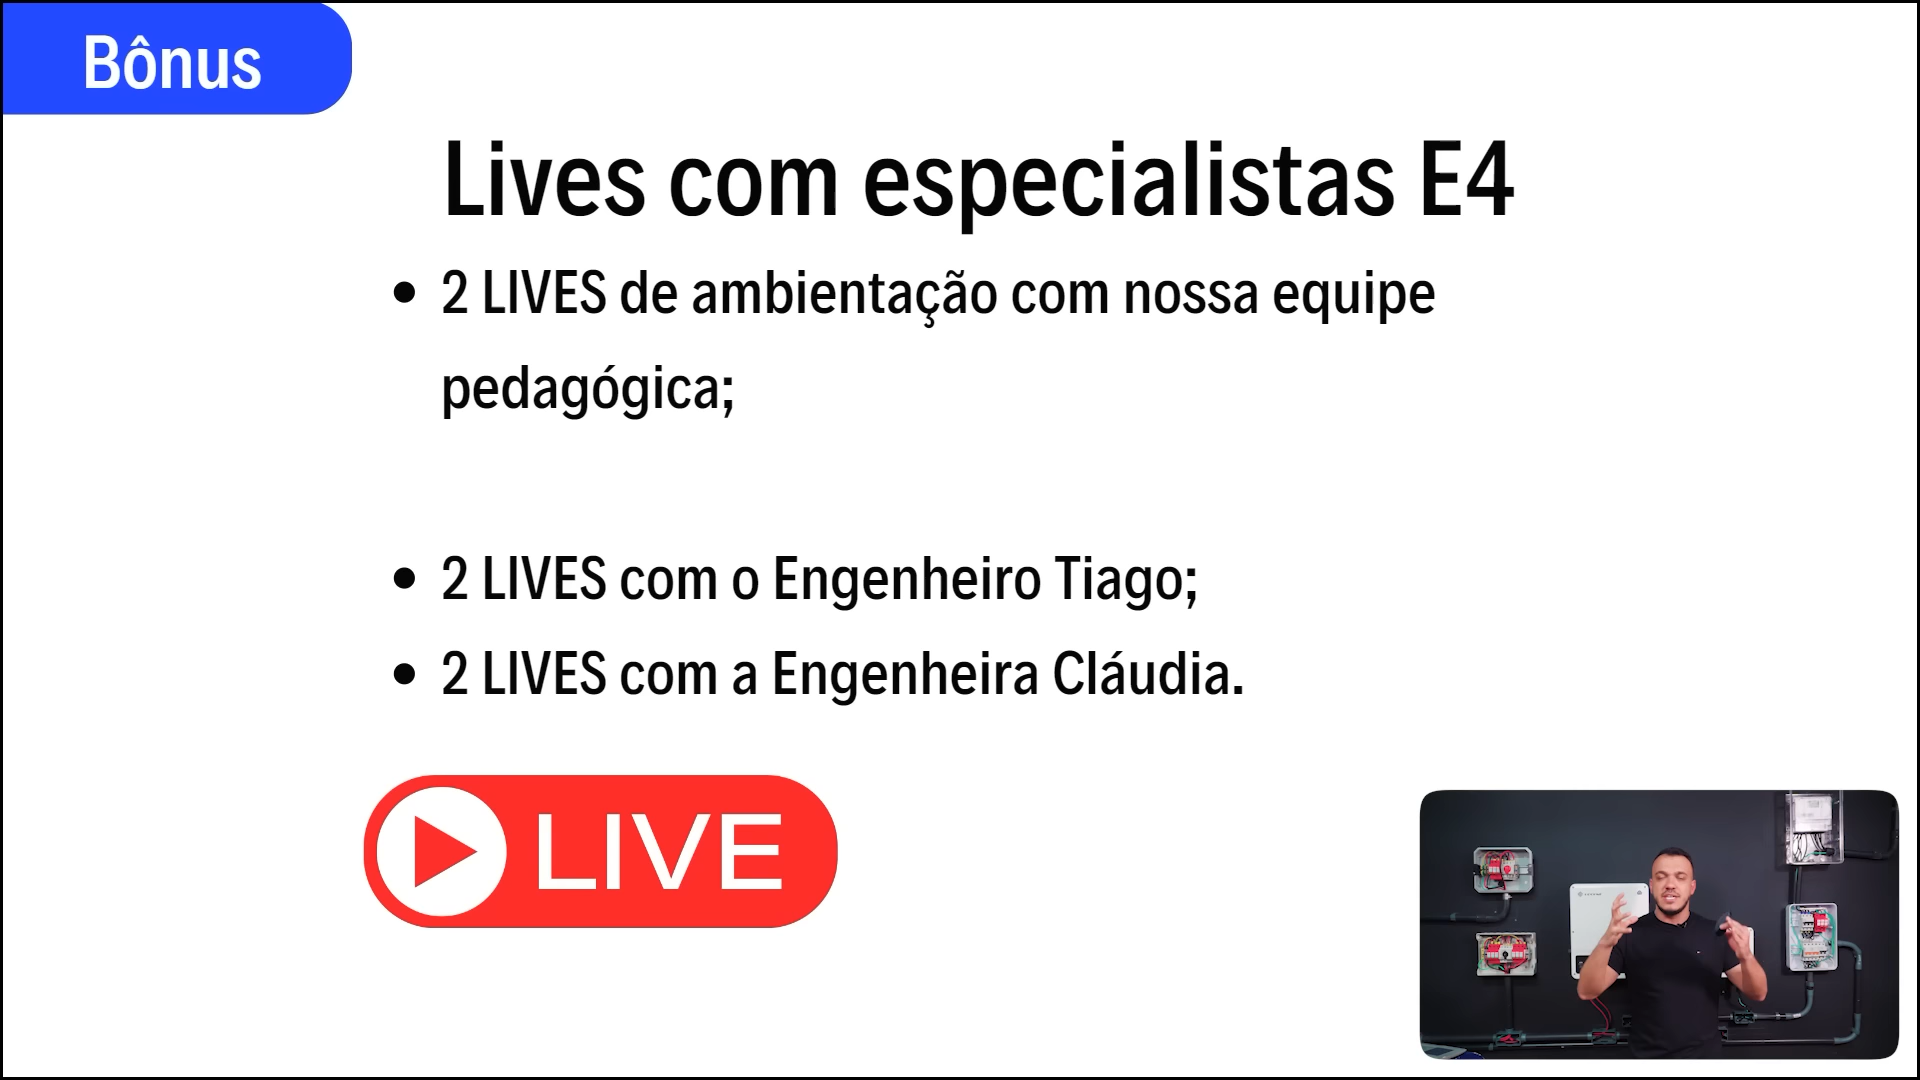 Bônus
Lives com especialistas E4
• 2 LIVES de ambientação com nossa equipe
pedagógica;
• 2 LIVES com o Engenheiro Tiago;
• 2 LIVES com a Engenheira Cláudia.
LIVE